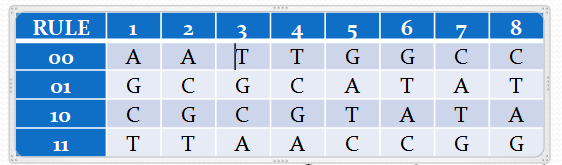 RULE 1 2 3 4 5 6 7 8
00 A A T T G G C C
01 G C G C A T A T
10 C G C G T A T A
11 T T A A C C G G